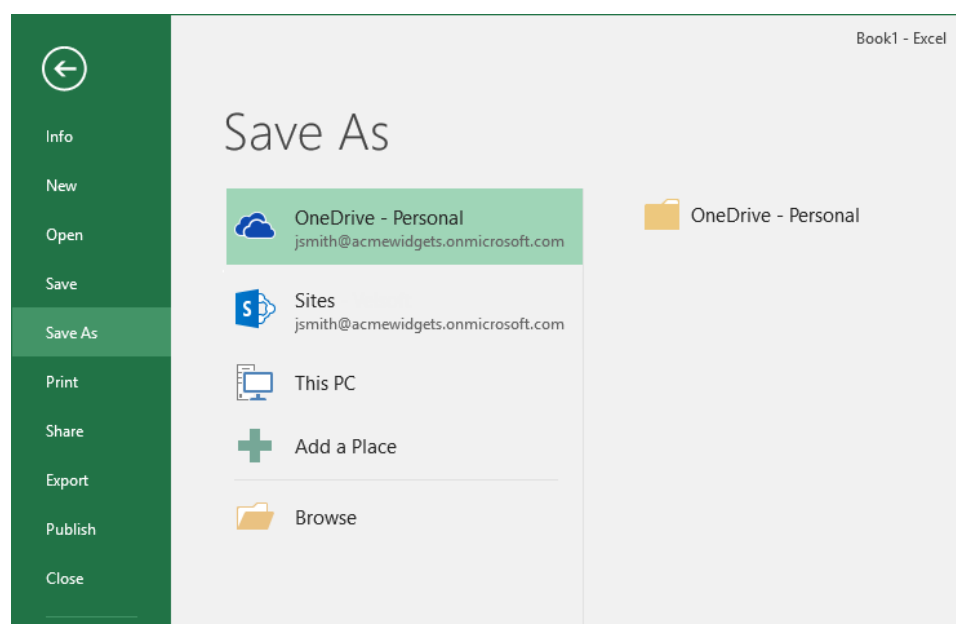 Book1 - Excel
Info
New
Open
Save
Save As
Print
Share
Export
Publish
Close
Save As
OneDrive - Personal
jsmith@acmewidgets.onmicrosoft.com
Sites
jsmith@acmewidgets.onmicrosoft.com
This PC
Add a Place
Browse
OneDrive - Personal